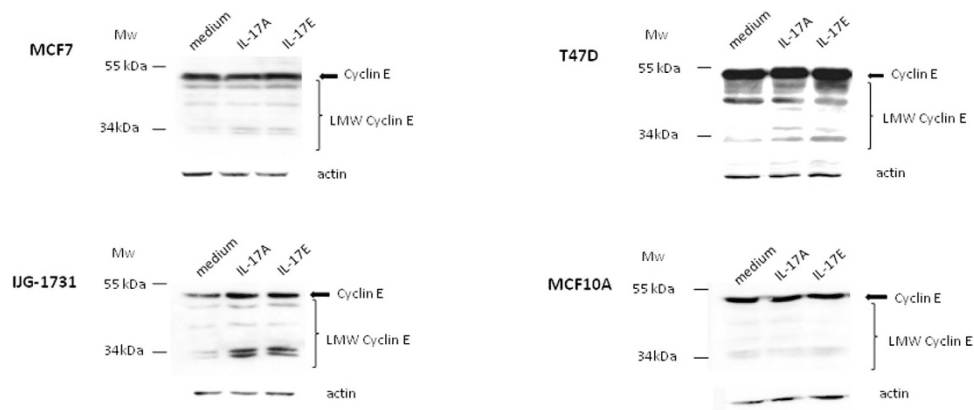 MCF7
Mw
medium
IL-17A
IL-17E
55 kDa
Cyclin E
LMW Cyclin E
34kDa
actin
T47D
Mw
medium
IL-17A
IL-17E
55kDa
Cyclin E
LMW Cyclin E
34kDa
actin
IJG-1731
Mw
medium
IL-17A
IL-17E
55 kDa
Cyclin E
LMW Cyclin E
34kDa
actin
MCF10A
Mw
medium
IL-17A
IL-17E
55 kDa
Cyclin E
LMW Cyclin E
34kDa
actin